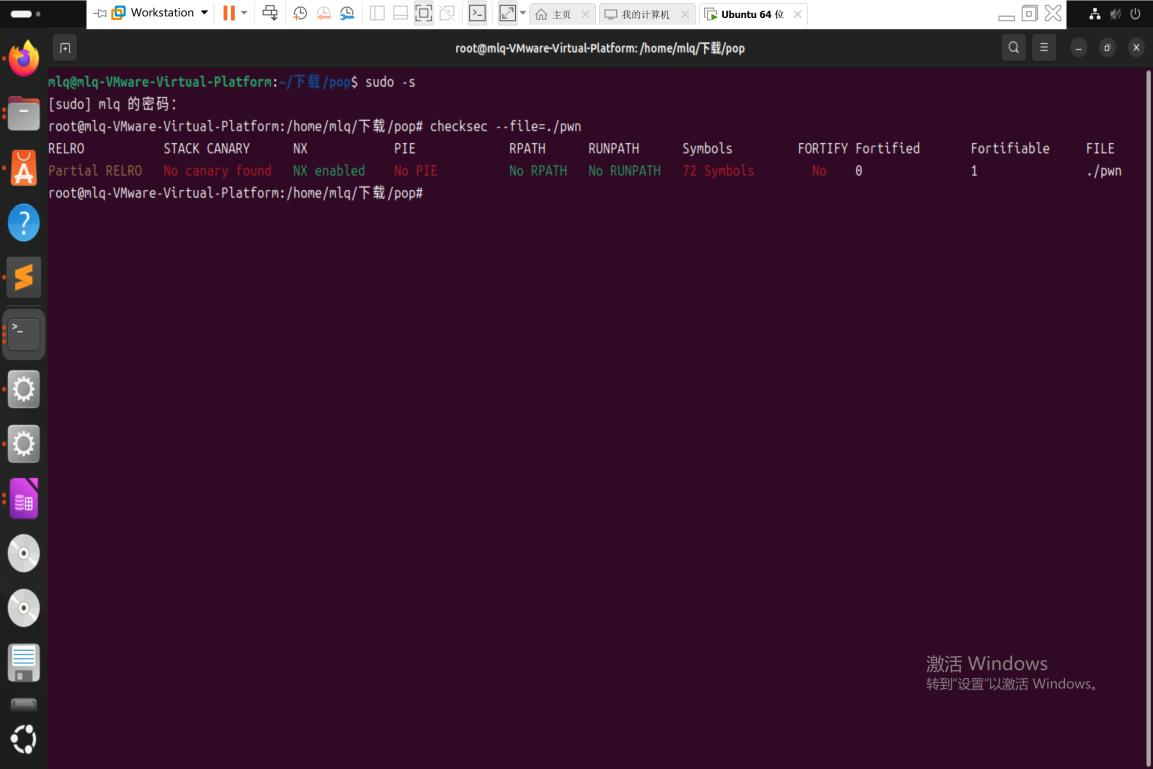 Workstation 主页 我的计算机 Ubuntu 64 位
root@mlq-VMware-Virtual-Platform: /home/mlq/下载/pop
mlq@mlq-VMware-Virtual-Platform:~/下载/pop$ sudo -s
[sudo] mlq 的密码：
root@mlq-VMware-Virtual-Platform:/home/mlq/下载/pop# checksec --file=./pwn
RELRO STACK CANARY NX PIE RPATH RUNPATH Symbols FORTIFY Fortified Fortifiable FILE
Partial RELRO No canary found NX enabled No PIE No RPATH No RUNPATH 72 Symbols No 0 1 ./pwn
root@mlq-VMware-Virtual-Platform:/home/mlq/下载/pop#
激活 Windows
转到"设置"以激活 Windows。